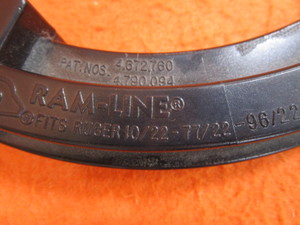 PAT. NOS. 4,672,760
4,790,094
RAM-LINE®
FITS RUGER 10/22-77/22-96/22